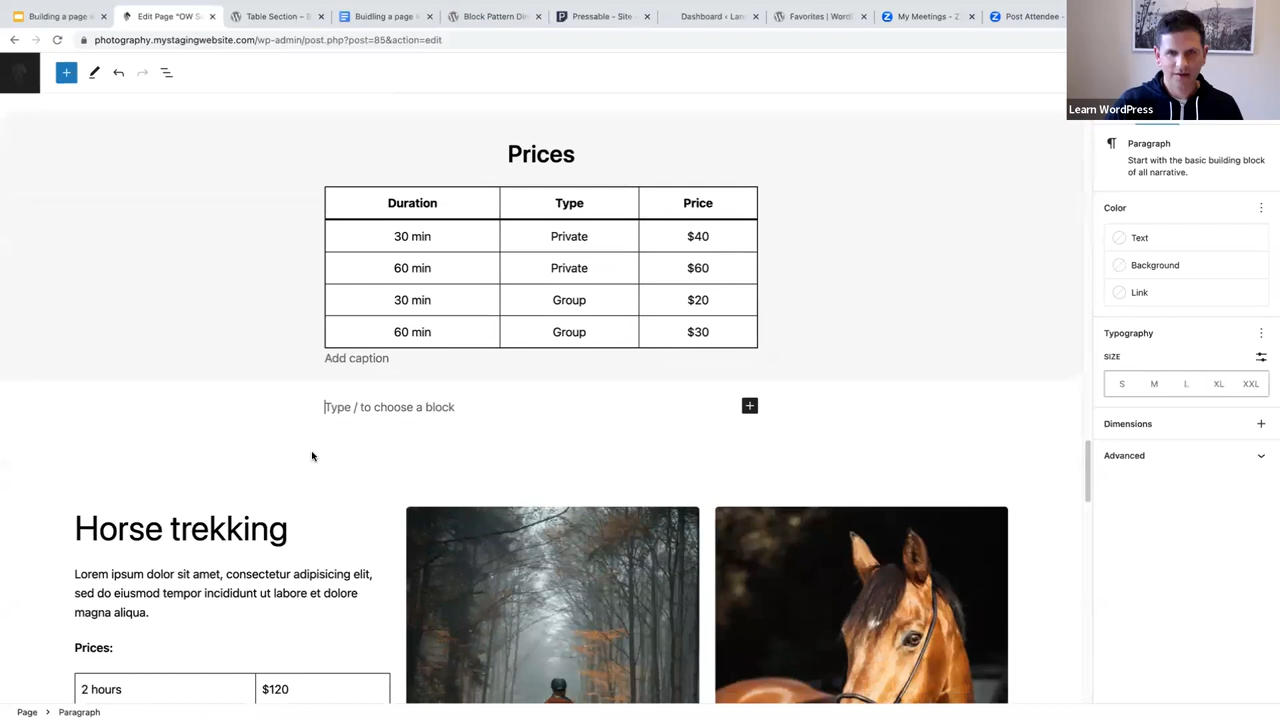 Building a page w
Edit Page "OW S
Table Section – B
Buidling a page w
Block Pattern Dir
Pressable - Site
Dashboard ‹ Lan
Favorites | Word
My Meetings - Z
Post Attendee
photography.mystagingwebsite.com/wp-admin/post.php?post=85&action=edit
Learn WordPress
Prices
Duration Type Price
30 min Private $40
60 min Private $60
30 min Group $20
60 min Group $30
Add caption
Type / to choose a block
Horse trekking
Lorem ipsum dolor sit amet, consectetur adipisicing elit,
sed do eiusmod tempor incididunt ut labore et dolore
magna aliqua.
Prices:
2 hours $120
Paragraph
Start with the basic building block
of all narrative.
Color
Text
Background
Link
Typography
SIZE
S M L XL XXL
Dimensions
Advanced
Page > Paragraph